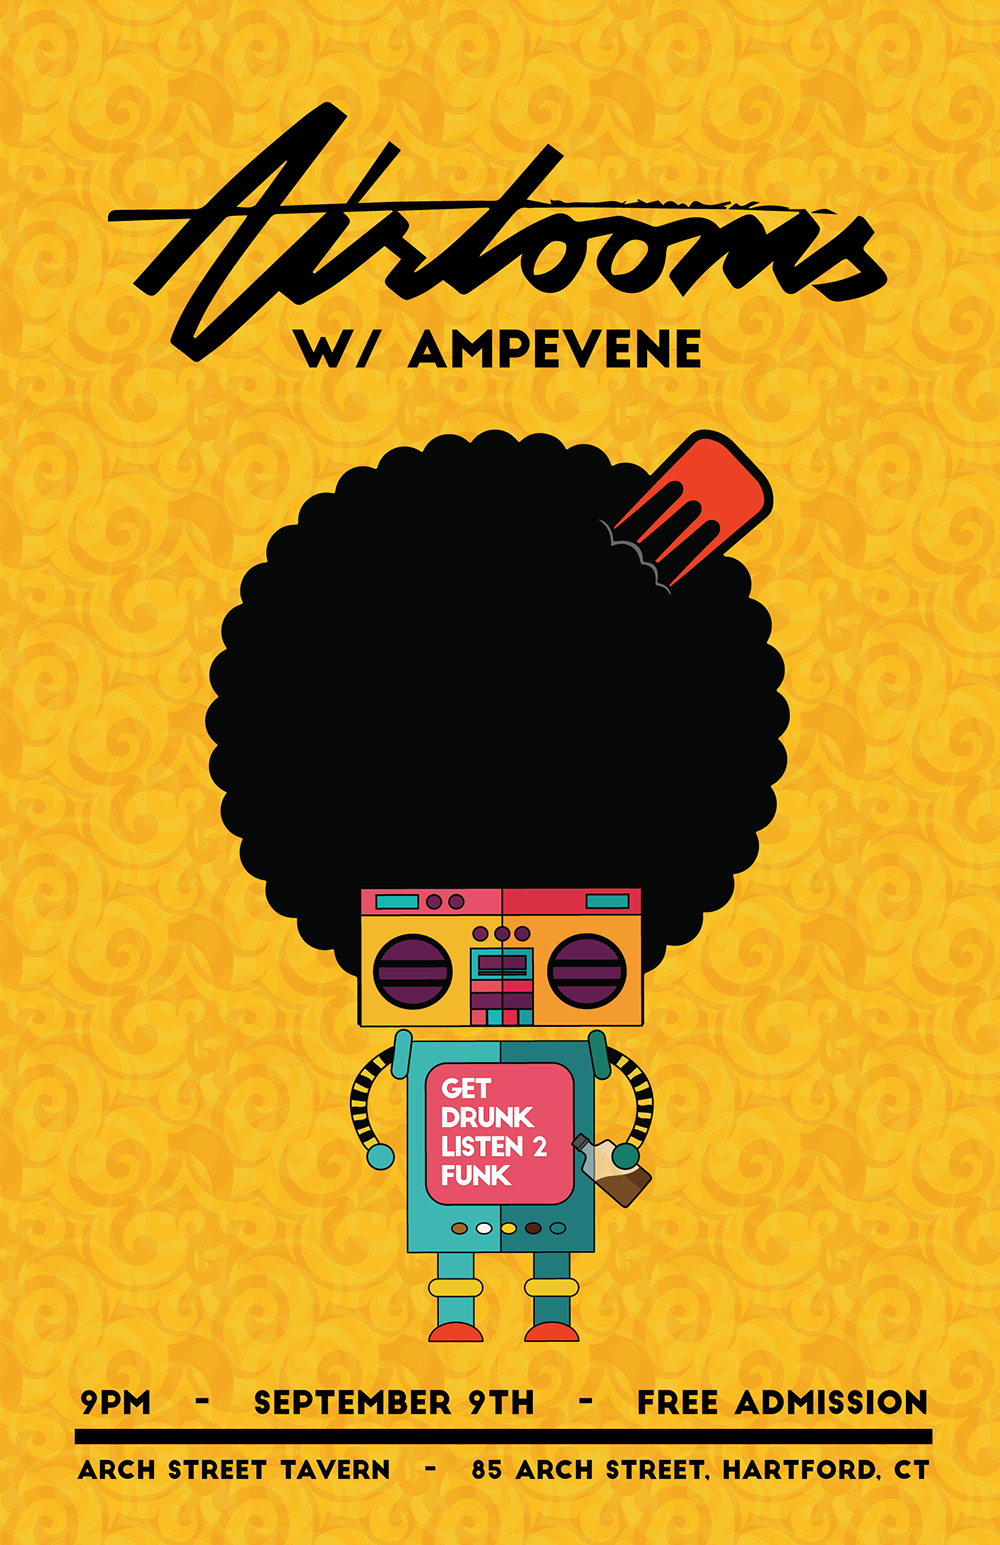 Airtooms
W/ AMPEVENE
GET
DRUNK
LISTEN 2
FUNK
9PM - SEPTEMBER 9TH - FREE ADMISSION
ARCH STREET TAVERN - 85 ARCH STREET, HARTFORD, CT